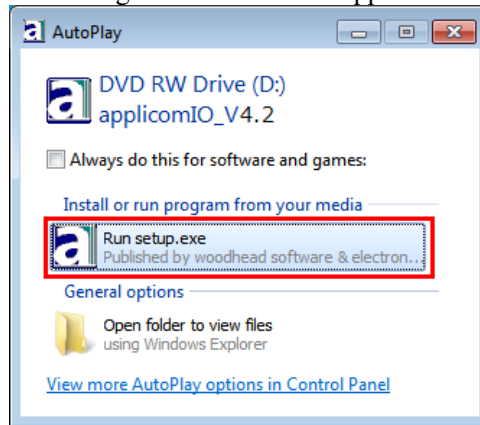 AutoPlay
DVD RW Drive (D:)
applicomIO_V4.2
Always do this for software and games:
Install or run program from your media
Run setup.exe
Published by woodhead software & electron...
General options
Open folder to view files
using Windows Explorer
View more AutoPlay options in Control Panel